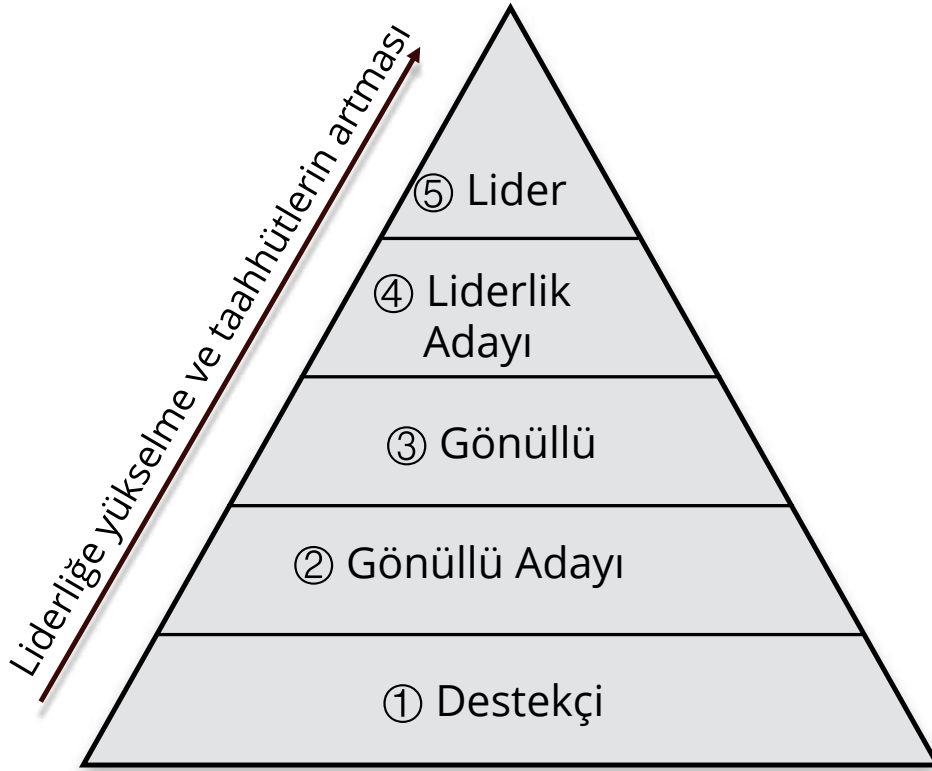 Liderliğe yükselme ve taahhütlerin artması
⑤ Lider
④ Liderlik
Adayı
③ Gönüllü
② Gönüllü Adayı
① Destekçi